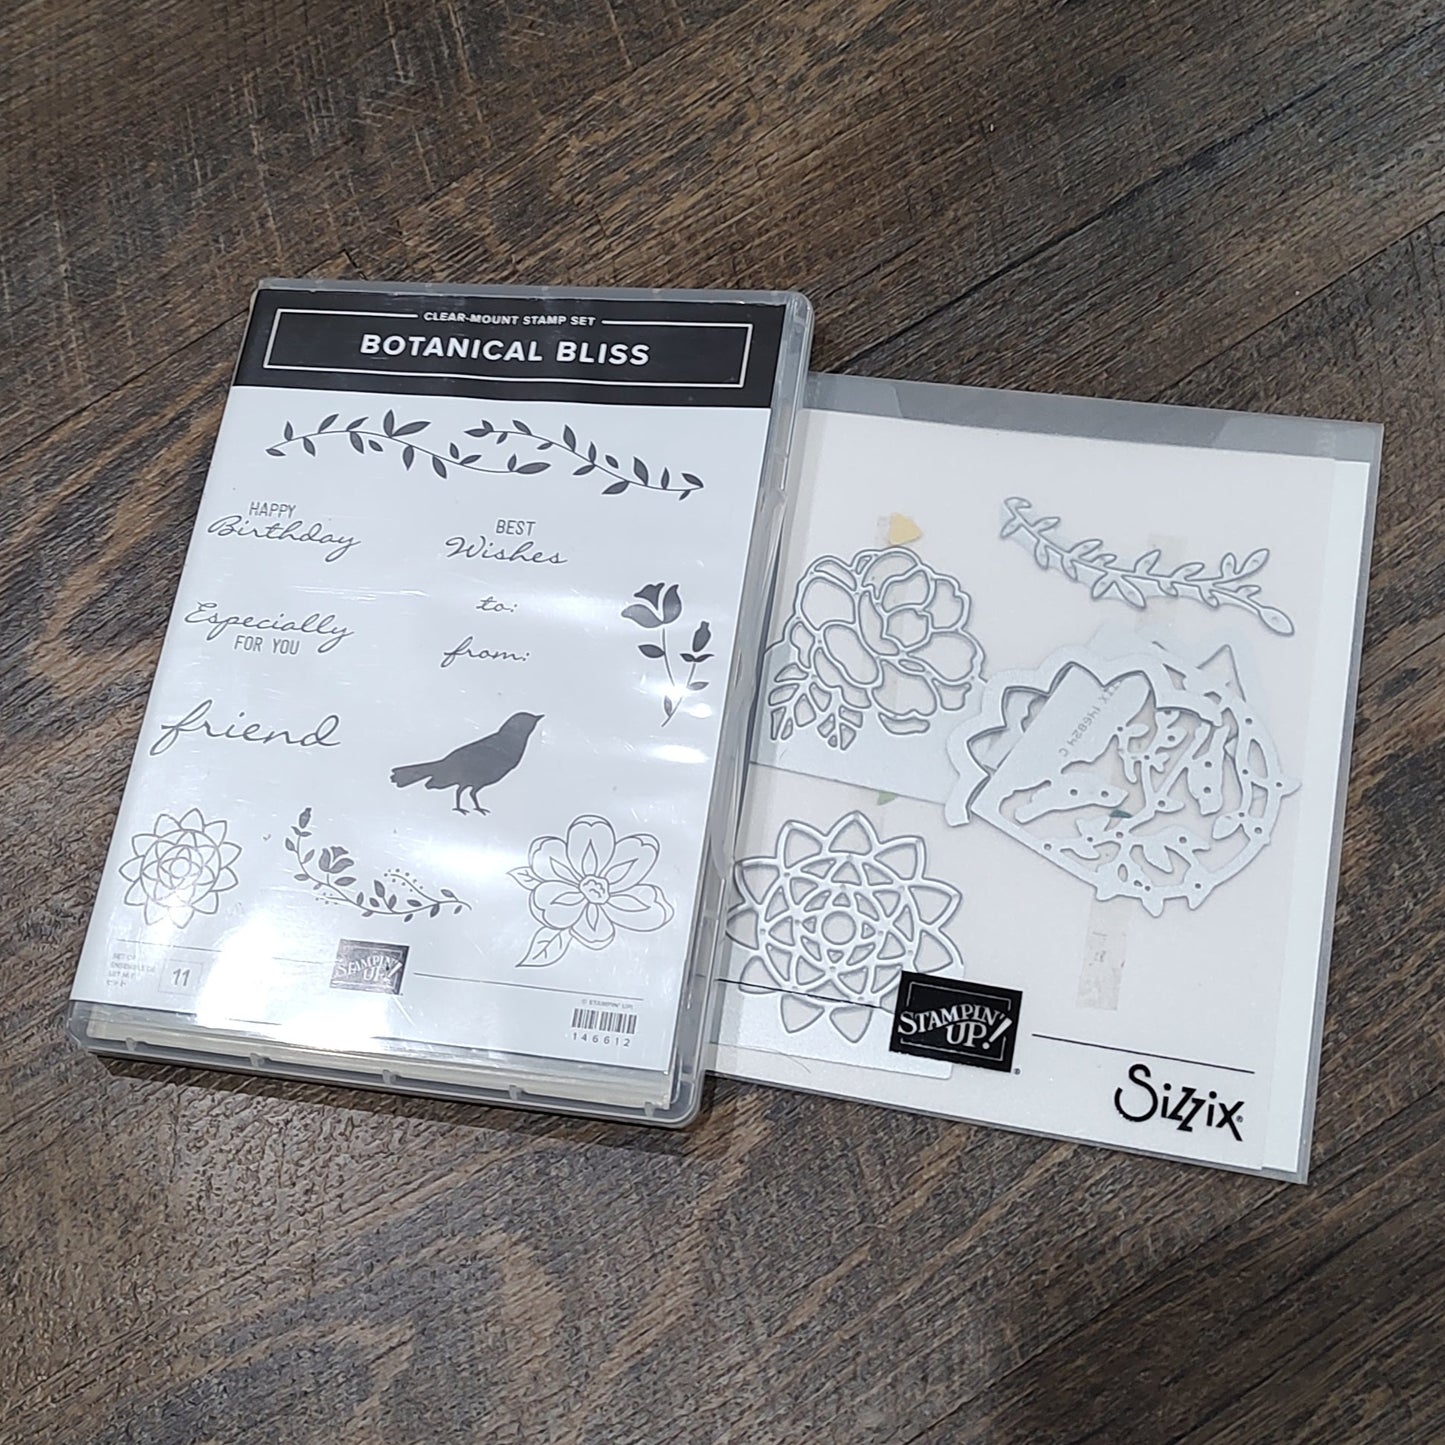 CLEAR-MOUNT STAMP SET
BOTANICAL BLISS
HAPPY
Birthday
BEST
Wishes
Especially
FOR YOU
to:
from:
friend
11
STAMPIN' UP!
© STAMPIN' UP!
146612
146824 C
STAMPIN' UP!®
Sizzix®